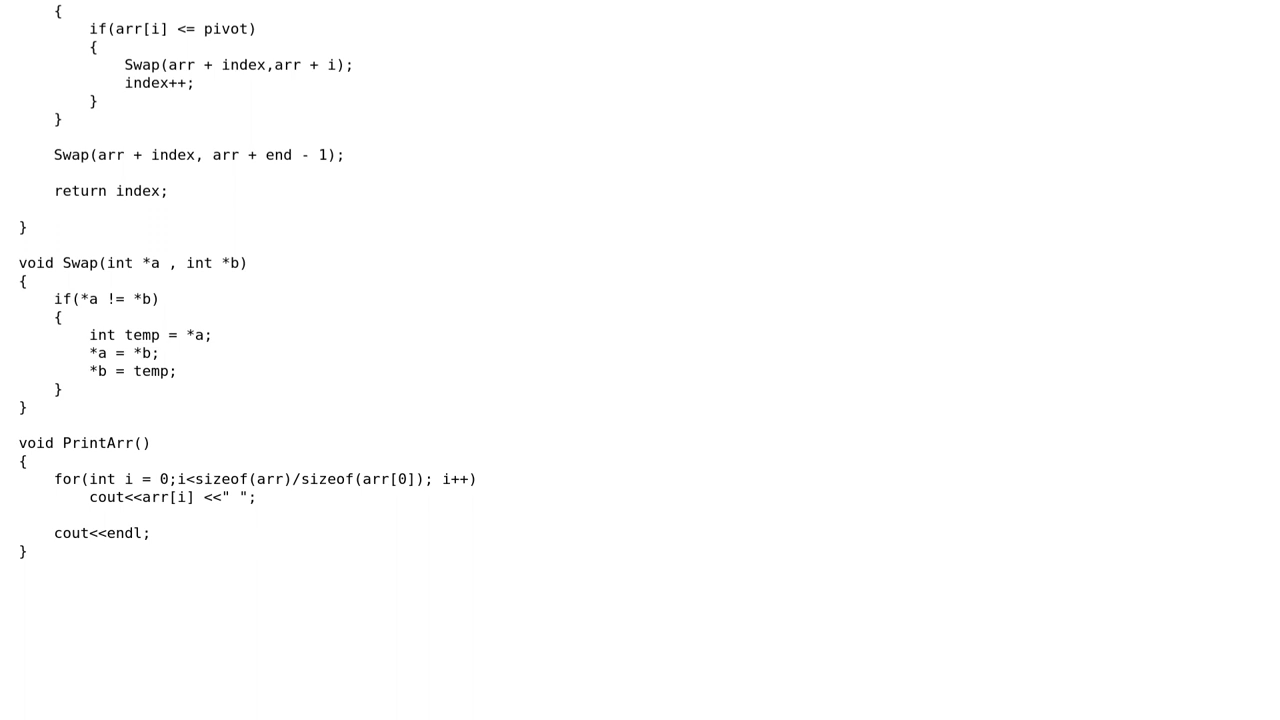 {
if(arr[i] <= pivot)
{
Swap(arr + index,arr + i);
index++;
}
}
Swap(arr + index, arr + end - 1);
return index;
}
void Swap(int *a , int *b)
{
if(*a != *b)
{
int temp = *a;
*a = *b;
*b = temp;
}
}
void PrintArr()
{
for(int i = 0;i<sizeof(arr)/sizeof(arr[0]); i++)
cout<<arr[i] <<" ";
cout<<endl;
}